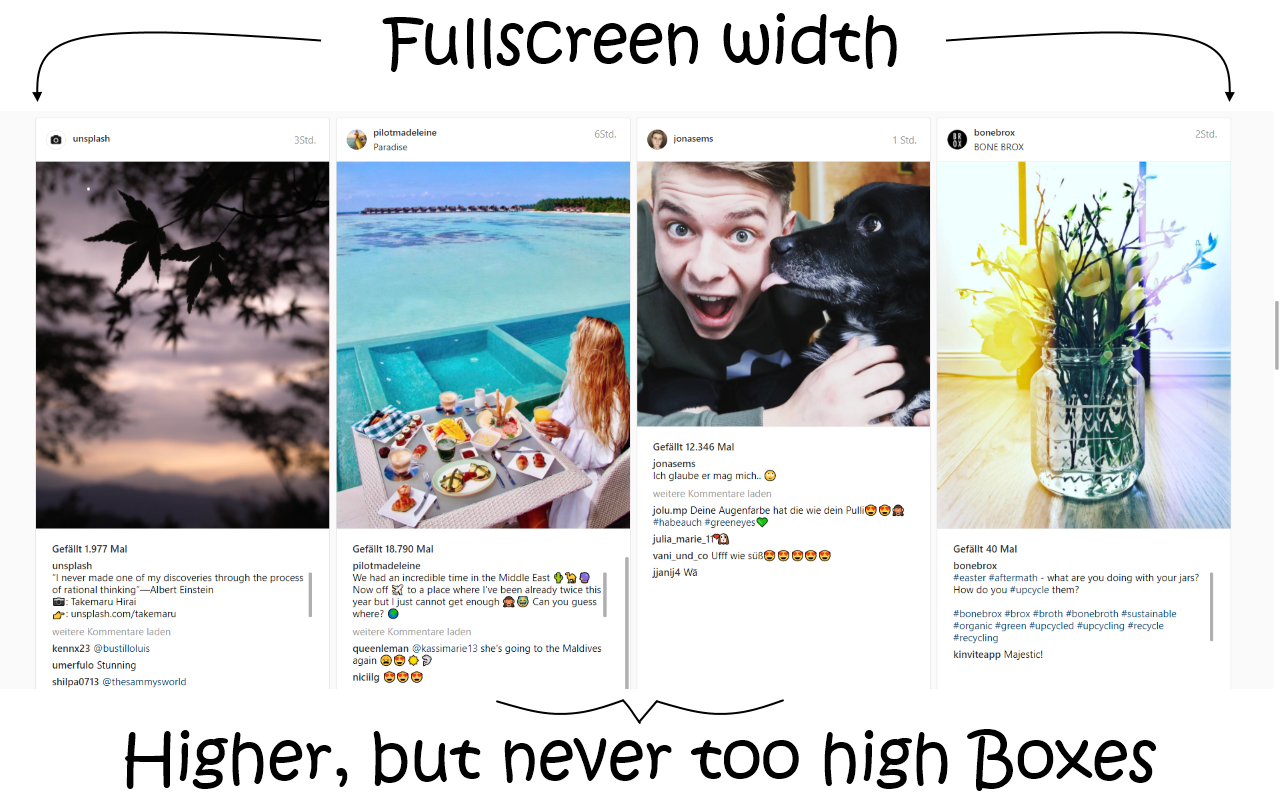 Fullscreen width
unsplash
3Std.
pilotmadeleine
Paradise
6Std.
jonasems
1 Std.
bonebrox
BONE BROX
2Std.
Gefällt 1.977 Mal
unsplash
"I never made one of my discoveries through the process
of rational thinking"—Albert Einstein
📷: Takemaru Hirai
👉: unsplash.com/takemaru
weitere Kommentare laden
kennx23 @bustilloluis
umerfulo Stunning
shilpa0713 @thesammysworld
Gefällt 18.790 Mal
pilotmadeleine
We had an incredible time in the Middle East 🌵🐪🔮
Now off 🛫 to a place where I've been already twice this
year but I just cannot get enough 🙈😅 Can you guess
where? 🌍
weitere Kommentare laden
queenleman @kassimarie13 she's going to the Maldives
again 😩😍☀🐚
nicillg 😍😍😍
Gefällt 12.346 Mal
jonasems
Ich glaube er mag mich.. 🙄
weitere Kommentare laden
jolu.mp Deine Augenfarbe hat die wie dein Pulli😍😍🙈
#habeauch #greeneyes💚
julia_marie_11
vani_und_co Ufff wie süß😍😍😍😍😍
jjanij4 Wä
Gefällt 40 Mal
bonebrox
#easter #aftermath - what are you doing with your jars?
How do you #upcycle them?
#bonebrox #brox #broth #bonebroth #sustainable
#organic #green #upcycled #upcycling #recycle
#recycling
kinviteapp Majestic!
Higher, but never too high Boxes